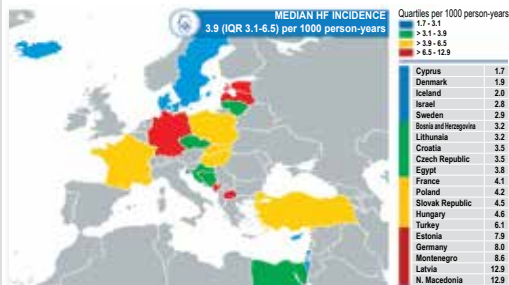 MEDIAN HF INCIDENCE
3.9 (IQR 3.1-6.5) per 1000 person-years
Quartiles per 1000 person-years
1.7 - 3.1
> 3.1 - 3.9
> 3.9 - 6.5
> 6.5 - 12.9
Cyprus 1.7
Denmark 1.9
Iceland 2.0
Israel 2.8
Sweden 2.9
Bosnia and Herzegovina 3.2
Lithunaia 3.2
Croatia 3.5
Czech Republic 3.5
Egypt 3.8
France 4.1
Poland 4.2
Slovak Republic 4.5
Hungary 4.6
Turkey 6.1
Estonia 7.9
Germany 8.0
Montenegro 8.6
Latvia 12.9
N. Macedonia 12.9